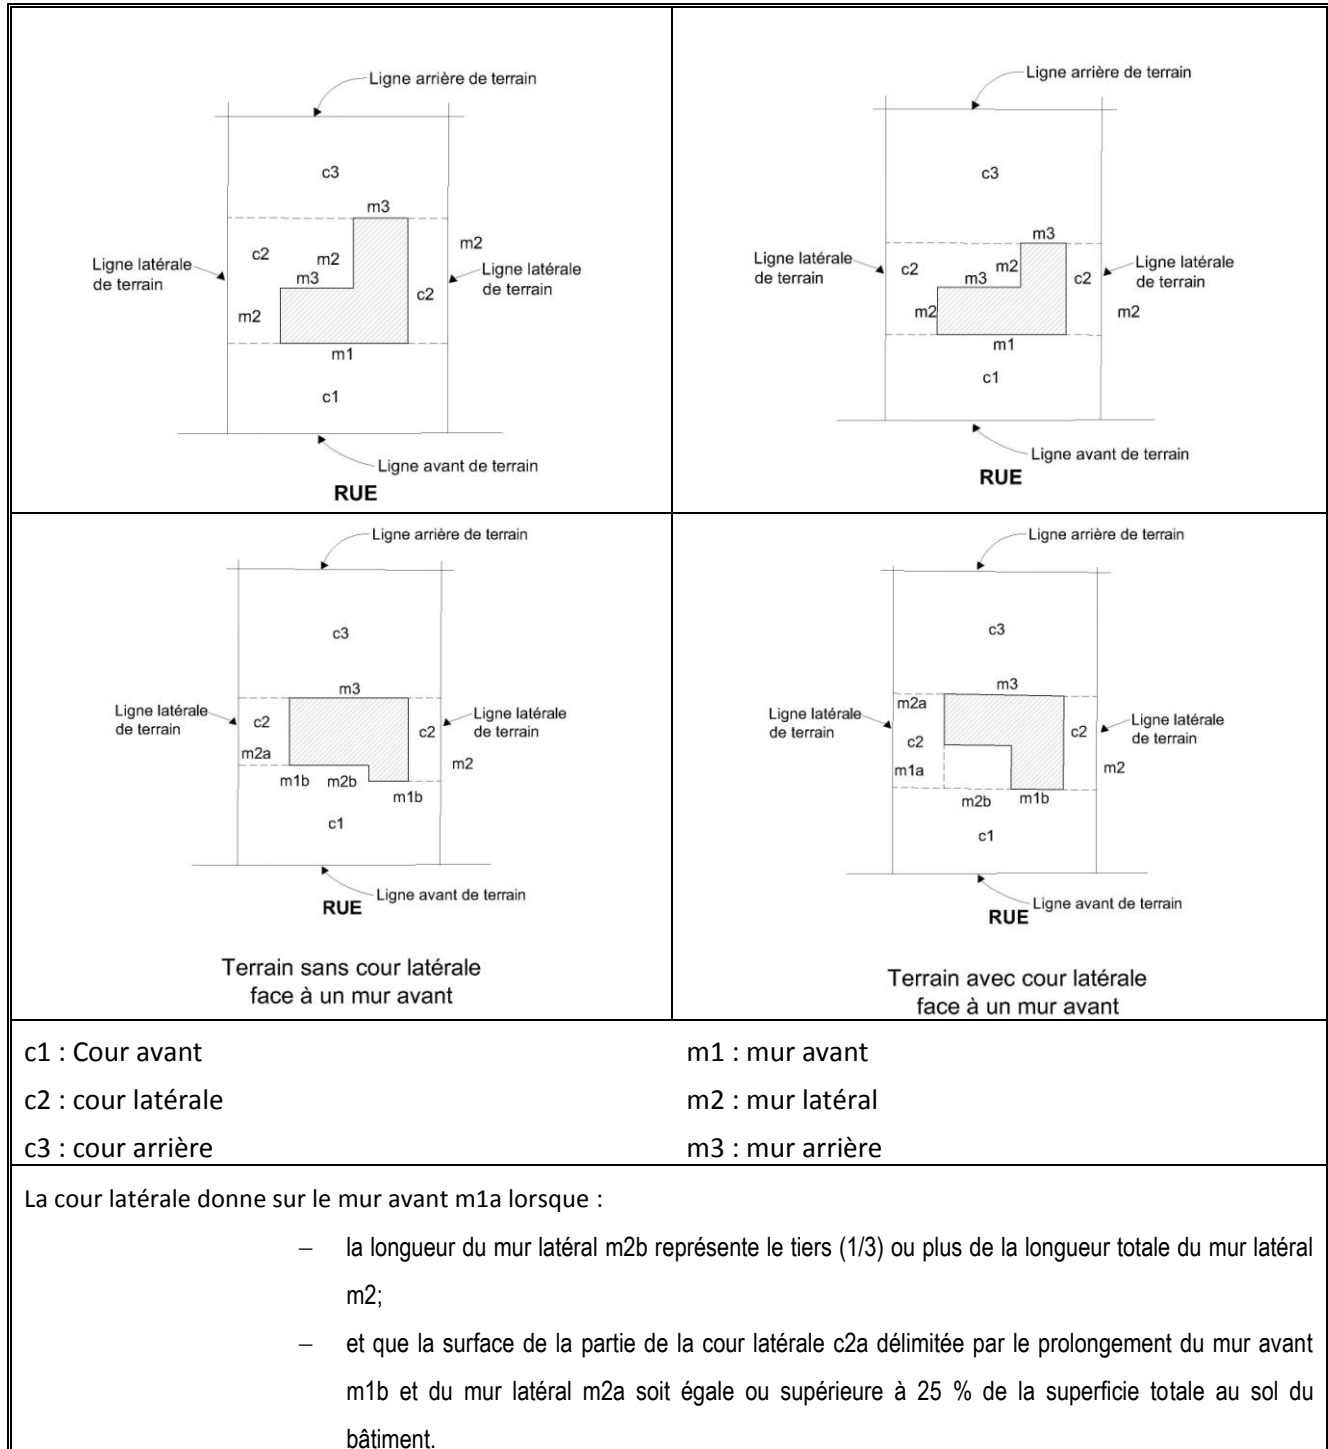 Ligne arrière de terrain
c3
m3
c2
m2
m2
Ligne latérale
de terrain
m3
Ligne latérale
de terrain
c2
m2
m1
c1
Ligne avant de terrain
RUE
Ligne arrière de terrain
c3
m3
Ligne latérale
de terrain
c2
m2
m3
c2
Ligne latérale
de terrain
m2
m2
m1
c1
Ligne avant de terrain
RUE
Ligne arrière de terrain
c3
m3
Ligne latérale
de terrain
c2
c2
Ligne latérale
de terrain
m2a
m2
m1b
m2b
m1b
c1
Ligne avant de terrain
RUE
Terrain sans cour latérale
face à un mur avant
Ligne arrière de terrain
c3
m3
m2a
Ligne latérale
de terrain
c2
c2
Ligne latérale
de terrain
m1a
m2
m2b
m1b
c1
Ligne avant de terrain
RUE
Terrain avec cour latérale
face à un mur avant
c1 : Cour avant
m1 : mur avant
c2 : cour latérale
m2 : mur latéral
c3 : cour arrière
m3 : mur arrière
La cour latérale donne sur le mur avant m1a lorsque :
– la longueur du mur latéral m2b représente le tiers (1/3) ou plus de la longueur totale du mur latéral
m2;
– et que la surface de la partie de la cour latérale c2a délimitée par le prolongement du mur avant
m1b et du mur latéral m2a soit égale ou supérieure à 25 % de la superficie totale au sol du
bâtiment.